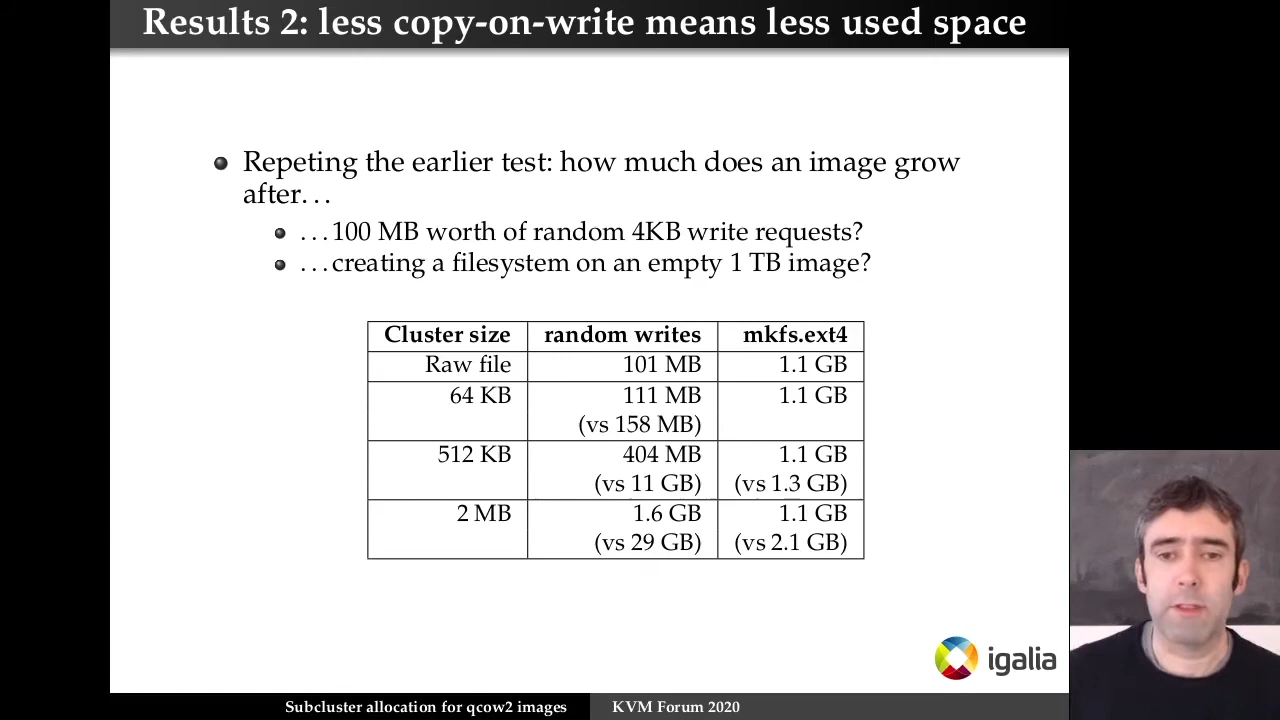 Results 2: less copy-on-write means less used space
Repeting the earlier test: how much does an image grow
after...
...100 MB worth of random 4KB write requests?
...creating a filesystem on an empty 1 TB image?
Cluster size random writes mkfs.ext4
Raw file 101 MB 1.1 GB
64 KB 111 MB 1.1 GB
(vs 158 MB)
512 KB 404 MB 1.1 GB
(vs 11 GB) (vs 1.3 GB)
2 MB 1.6 GB 1.1 GB
(vs 29 GB) (vs 2.1 GB)
igalia
Subcluster allocation for qcow2 images KVM Forum 2020